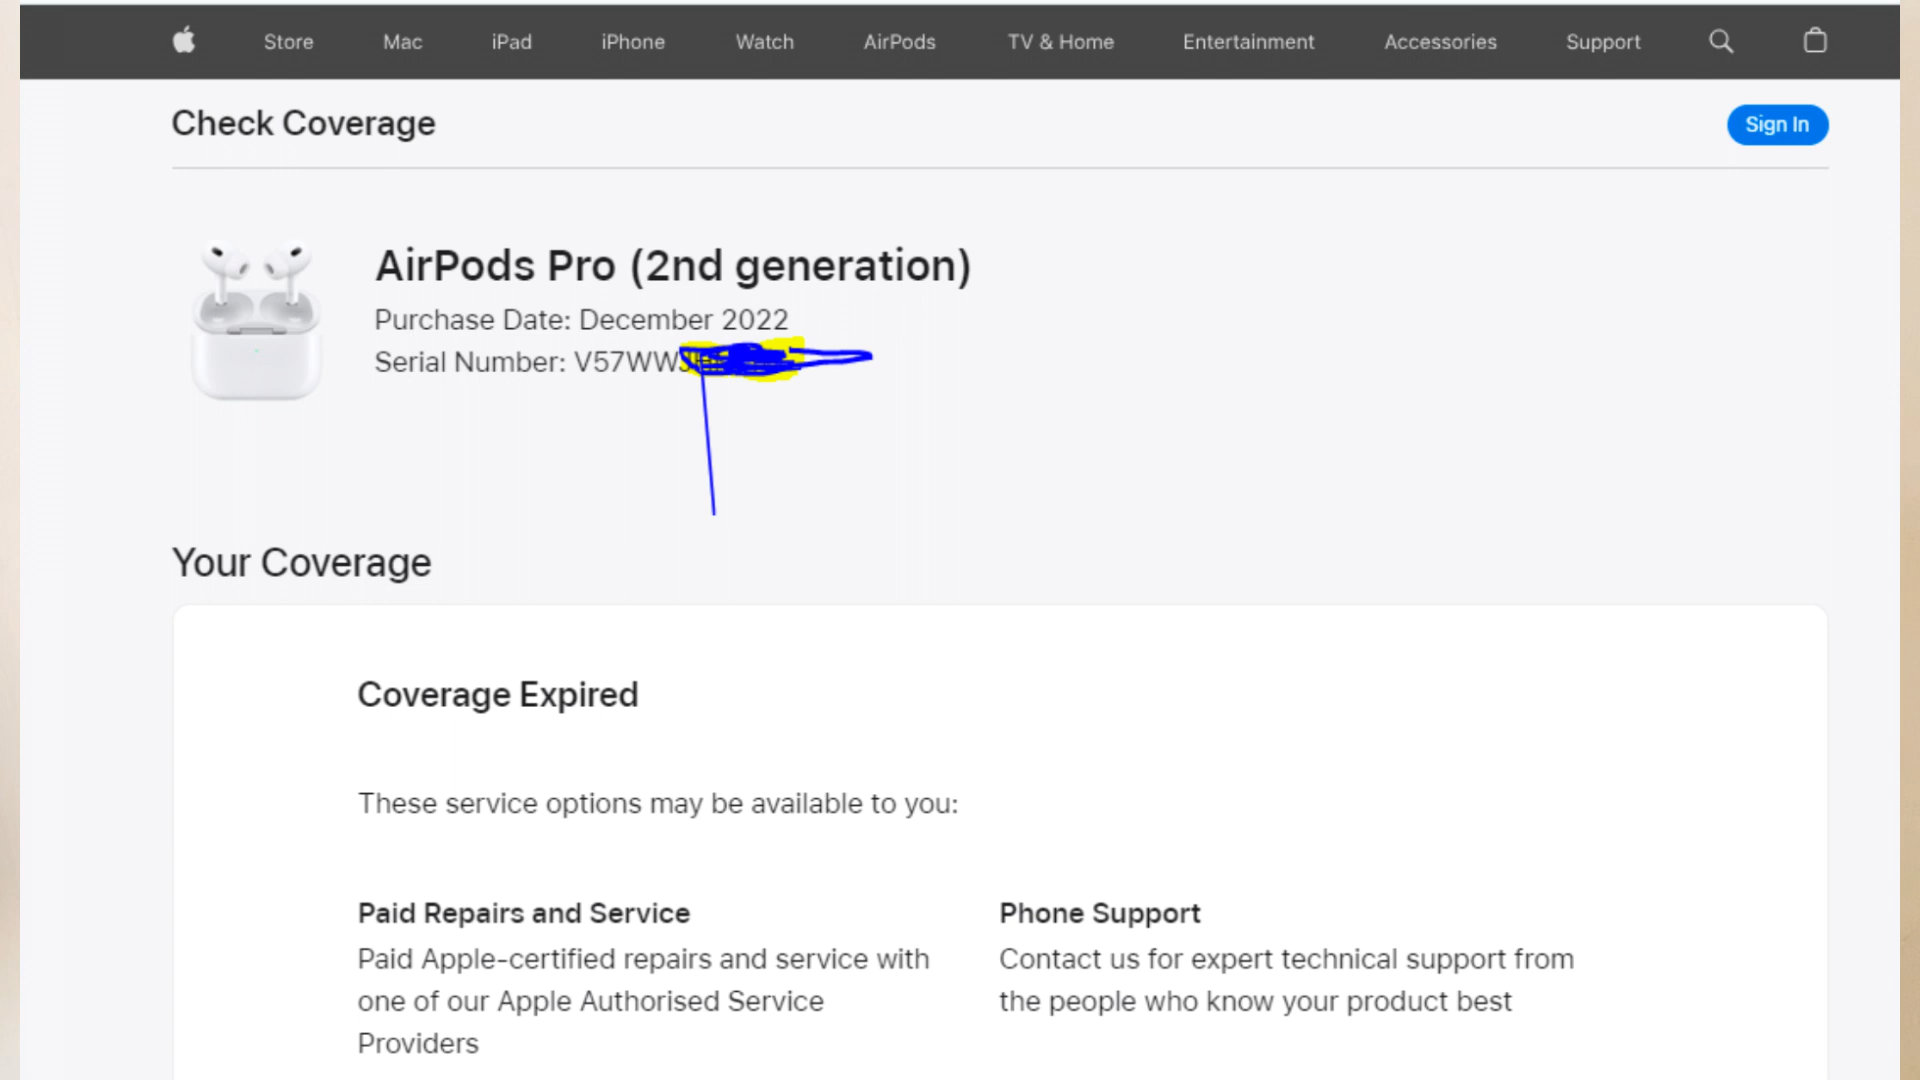 Store Mac iPad iPhone Watch AirPods TV & Home Entertainment Accessories Support
Check Coverage
Sign In
AirPods Pro (2nd generation)
Purchase Date: December 2022
Serial Number:
Your Coverage
Coverage Expired
These service options may be available to you:
Paid Repairs and Service
Paid Apple-certified repairs and service with
one of our Apple Authorised Service
Providers
Phone Support
Contact us for expert technical support from
the people who know your product best